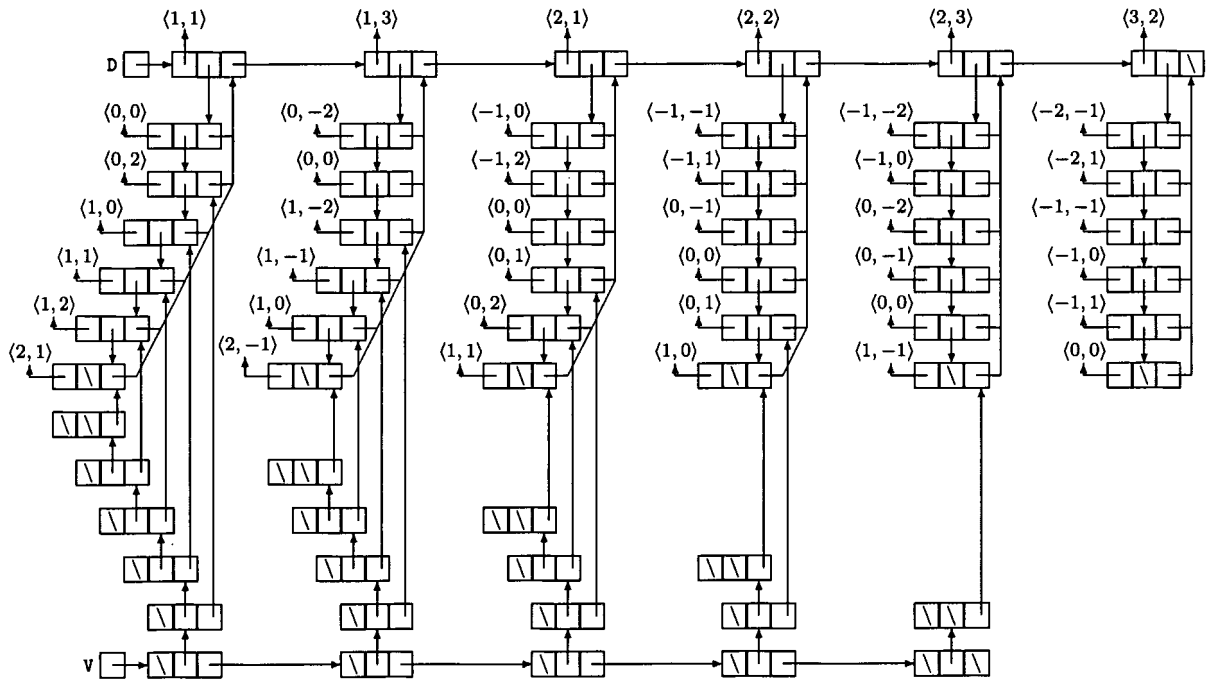 ⟨1, 1⟩ ⟨1, 3⟩ ⟨2, 1⟩ ⟨2, 2⟩ ⟨2, 3⟩ ⟨3, 2⟩
D
⟨0, 0⟩ ⟨0, −2⟩ ⟨−1, 0⟩ ⟨−1, −1⟩ ⟨−1, −2⟩ ⟨−2, −1⟩
⟨0, 2⟩ ⟨0, 0⟩ ⟨−1, 2⟩ ⟨−1, 1⟩ ⟨−1, 0⟩ ⟨−2, 1⟩
⟨1, 0⟩ ⟨1, −2⟩ ⟨0, 0⟩ ⟨0, −1⟩ ⟨0, −2⟩ ⟨−1, −1⟩
⟨1, 1⟩ ⟨1, −1⟩ ⟨0, 1⟩ ⟨0, 0⟩ ⟨0, −1⟩ ⟨−1, 0⟩
⟨1, 2⟩ ⟨1, 0⟩ ⟨0, 2⟩ ⟨0, 1⟩ ⟨0, 0⟩ ⟨−1, 1⟩
⟨2, 1⟩ ⟨2, −1⟩ ⟨1, 1⟩ ⟨1, 0⟩ ⟨1, −1⟩ ⟨0, 0⟩
V